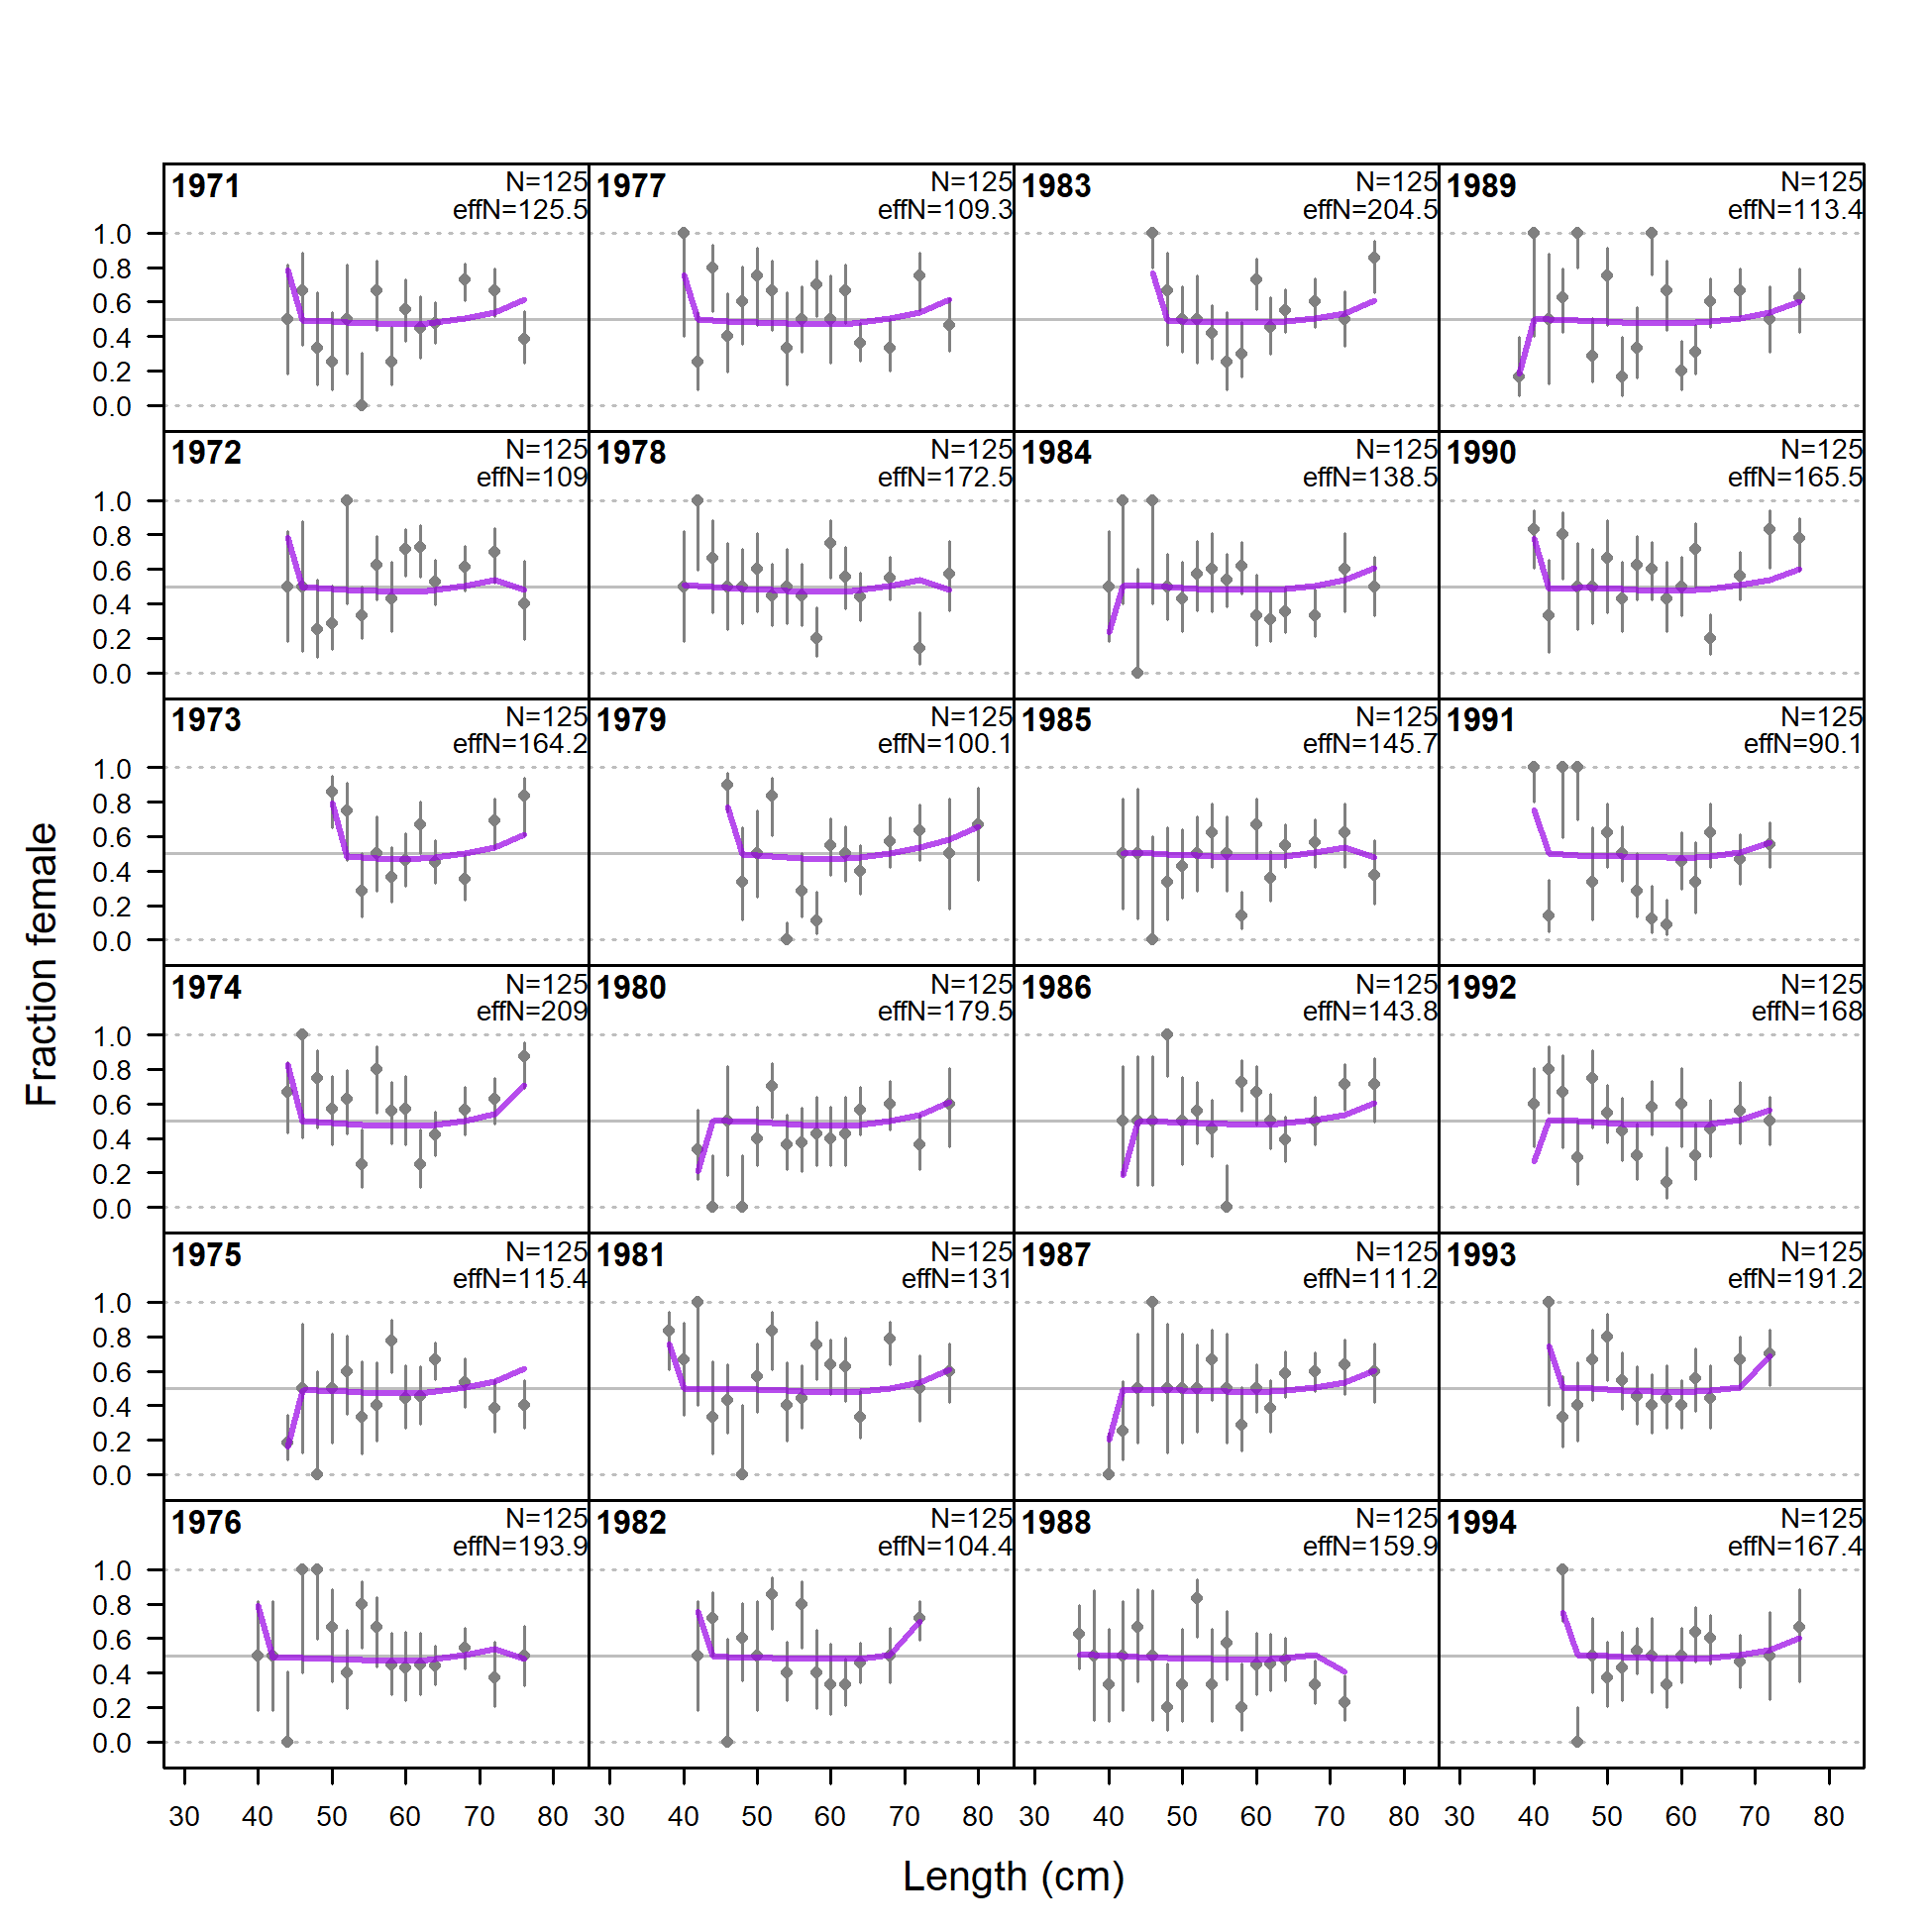 1971 N=125 1977 N=125 1983 N=125 1989 N=125
effN=125.5 effN=109.3 effN=204.5 effN=113.4
1.0
0.8
0.6
0.4
0.2
0.0
1972 N=125 1978 N=125 1984 N=125 1990 N=125
effN=109 effN=172.5 effN=138.5 effN=165.5
1.0
0.8
0.6
0.4
0.2
0.0
1973 N=125 1979 N=125 1985 N=125 1991 N=125
effN=164.2 effN=100.1 effN=145.7 effN=90.1
1.0
0.8
0.6
0.4
0.2
0.0
Fraction female
1974 N=125 1980 N=125 1986 N=125 1992 N=125
effN=209 effN=179.5 effN=143.8 effN=168
1.0
0.8
0.6
0.4
0.2
0.0
1975 N=125 1981 N=125 1987 N=125 1993 N=125
effN=115.4 effN=131 effN=111.2 effN=191.2
1.0
0.8
0.6
0.4
0.2
0.0
1976 N=125 1982 N=125 1988 N=125 1994 N=125
effN=193.9 effN=104.4 effN=159.9 effN=167.4
1.0
0.8
0.6
0.4
0.2
0.0
30 40 50 60 70 80 30 40 50 60 70 80 30 40 50 60 70 80 30 40 50 60 70 80
Length (cm)